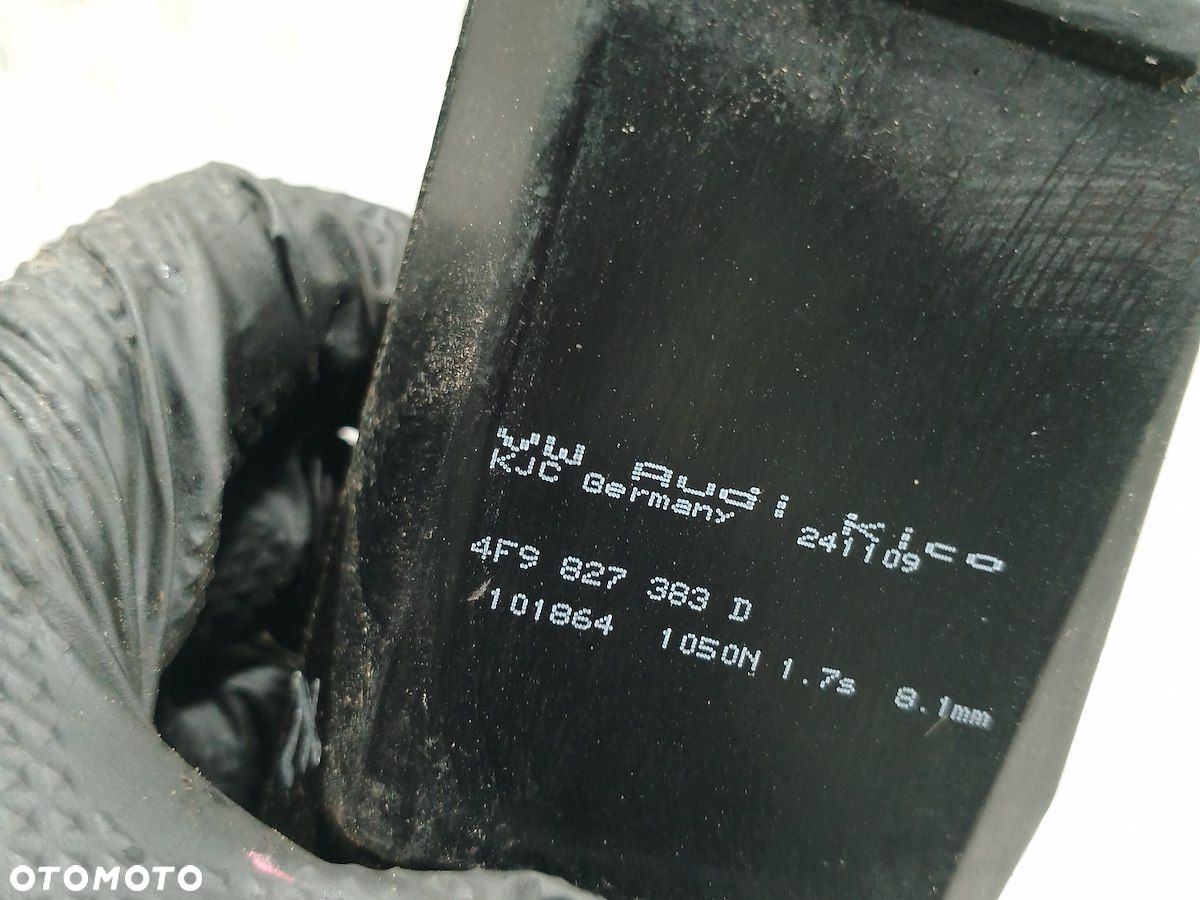 VW Audi Kico
KJC Germany 241109
4F9 827 383 D
101864 1050N 1.7s 8.1mm
OTOMOTO